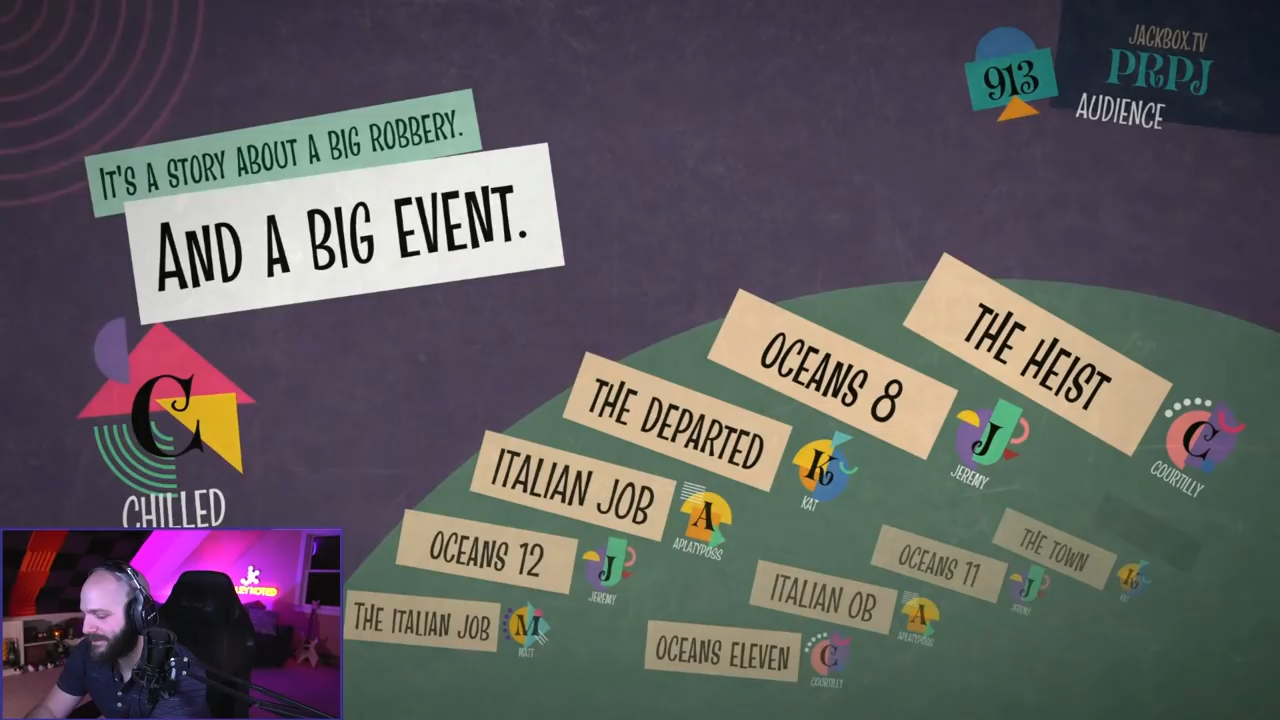 JACKBOX.TV
PRPJ
913
AUDIENCE
IT'S A STORY ABOUT A BIG ROBBERY.
AND A BIG EVENT.
C
CHILLED
THE HEIST
C
COURTILLY
OCEANS 8
J
JEREMY
THE DEPARTED
K
KAT
ITALIAN JOB
A
APLATYPOSS
OCEANS 12
J
JEREMY
THE ITALIAN JOB
M
MATT
THE TOWN
K
KAT
OCEANS 11
J
JEREMY
ITALIAN OB
A
APLATYPOSS
OCEANS ELEVEN
C
COURTILLY